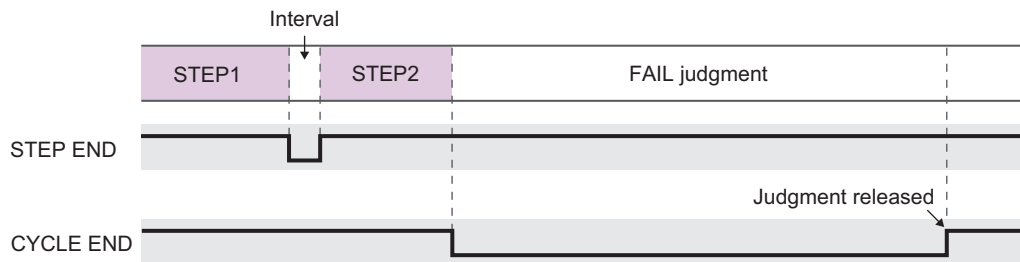 Interval
STEP1
STEP2
FAIL judgment
STEP END
Judgment released
CYCLE END